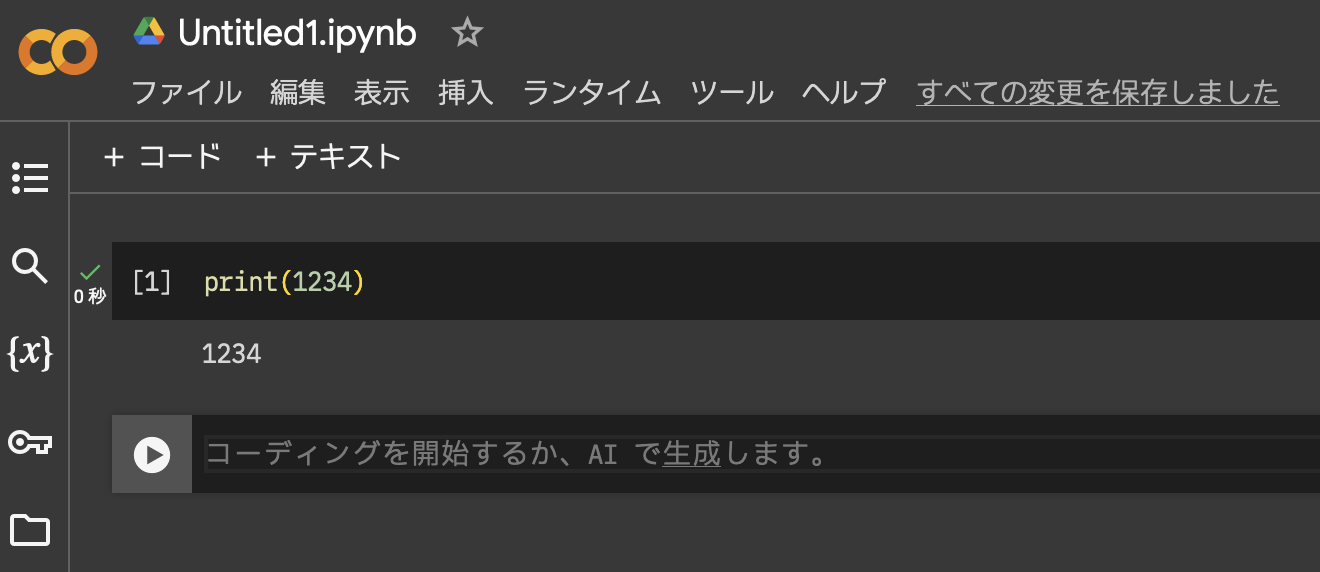 Untitled1.ipynb
ファイル 編集 表示 挿入 ランタイム ツール ヘルプ すべての変更を保存しました
+ コード + テキスト
[1] print(1234)
0 秒
1234
{x}
コーディングを開始するか、AI で生成します。